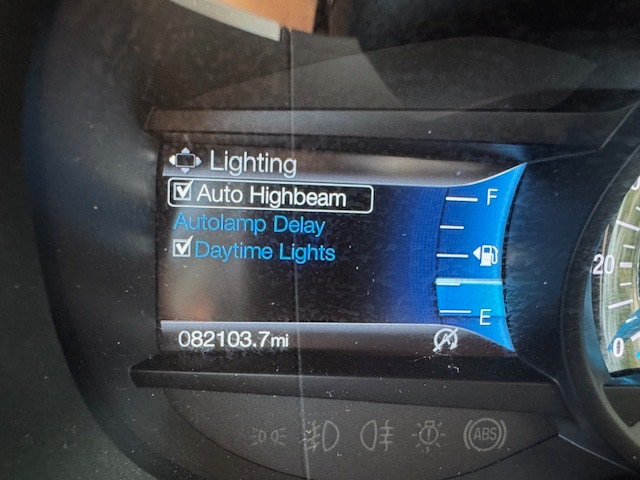 Lighting
Auto Highbeam
Autolamp Delay
Daytime Lights
F
E
082103.7mi
A
20
0
ABS